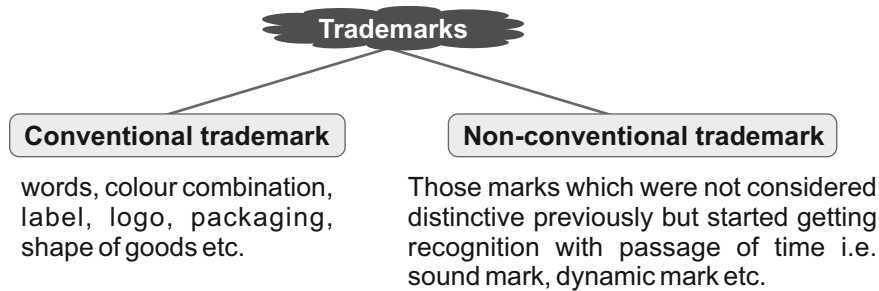 Trademarks
Conventional trademark
words, colour combination,
label, logo, packaging,
shape of goods etc.
Non-conventional trademark
Those marks which were not considered
distinctive previously but started getting
recognition with passage of time i.e.
sound mark, dynamic mark etc.